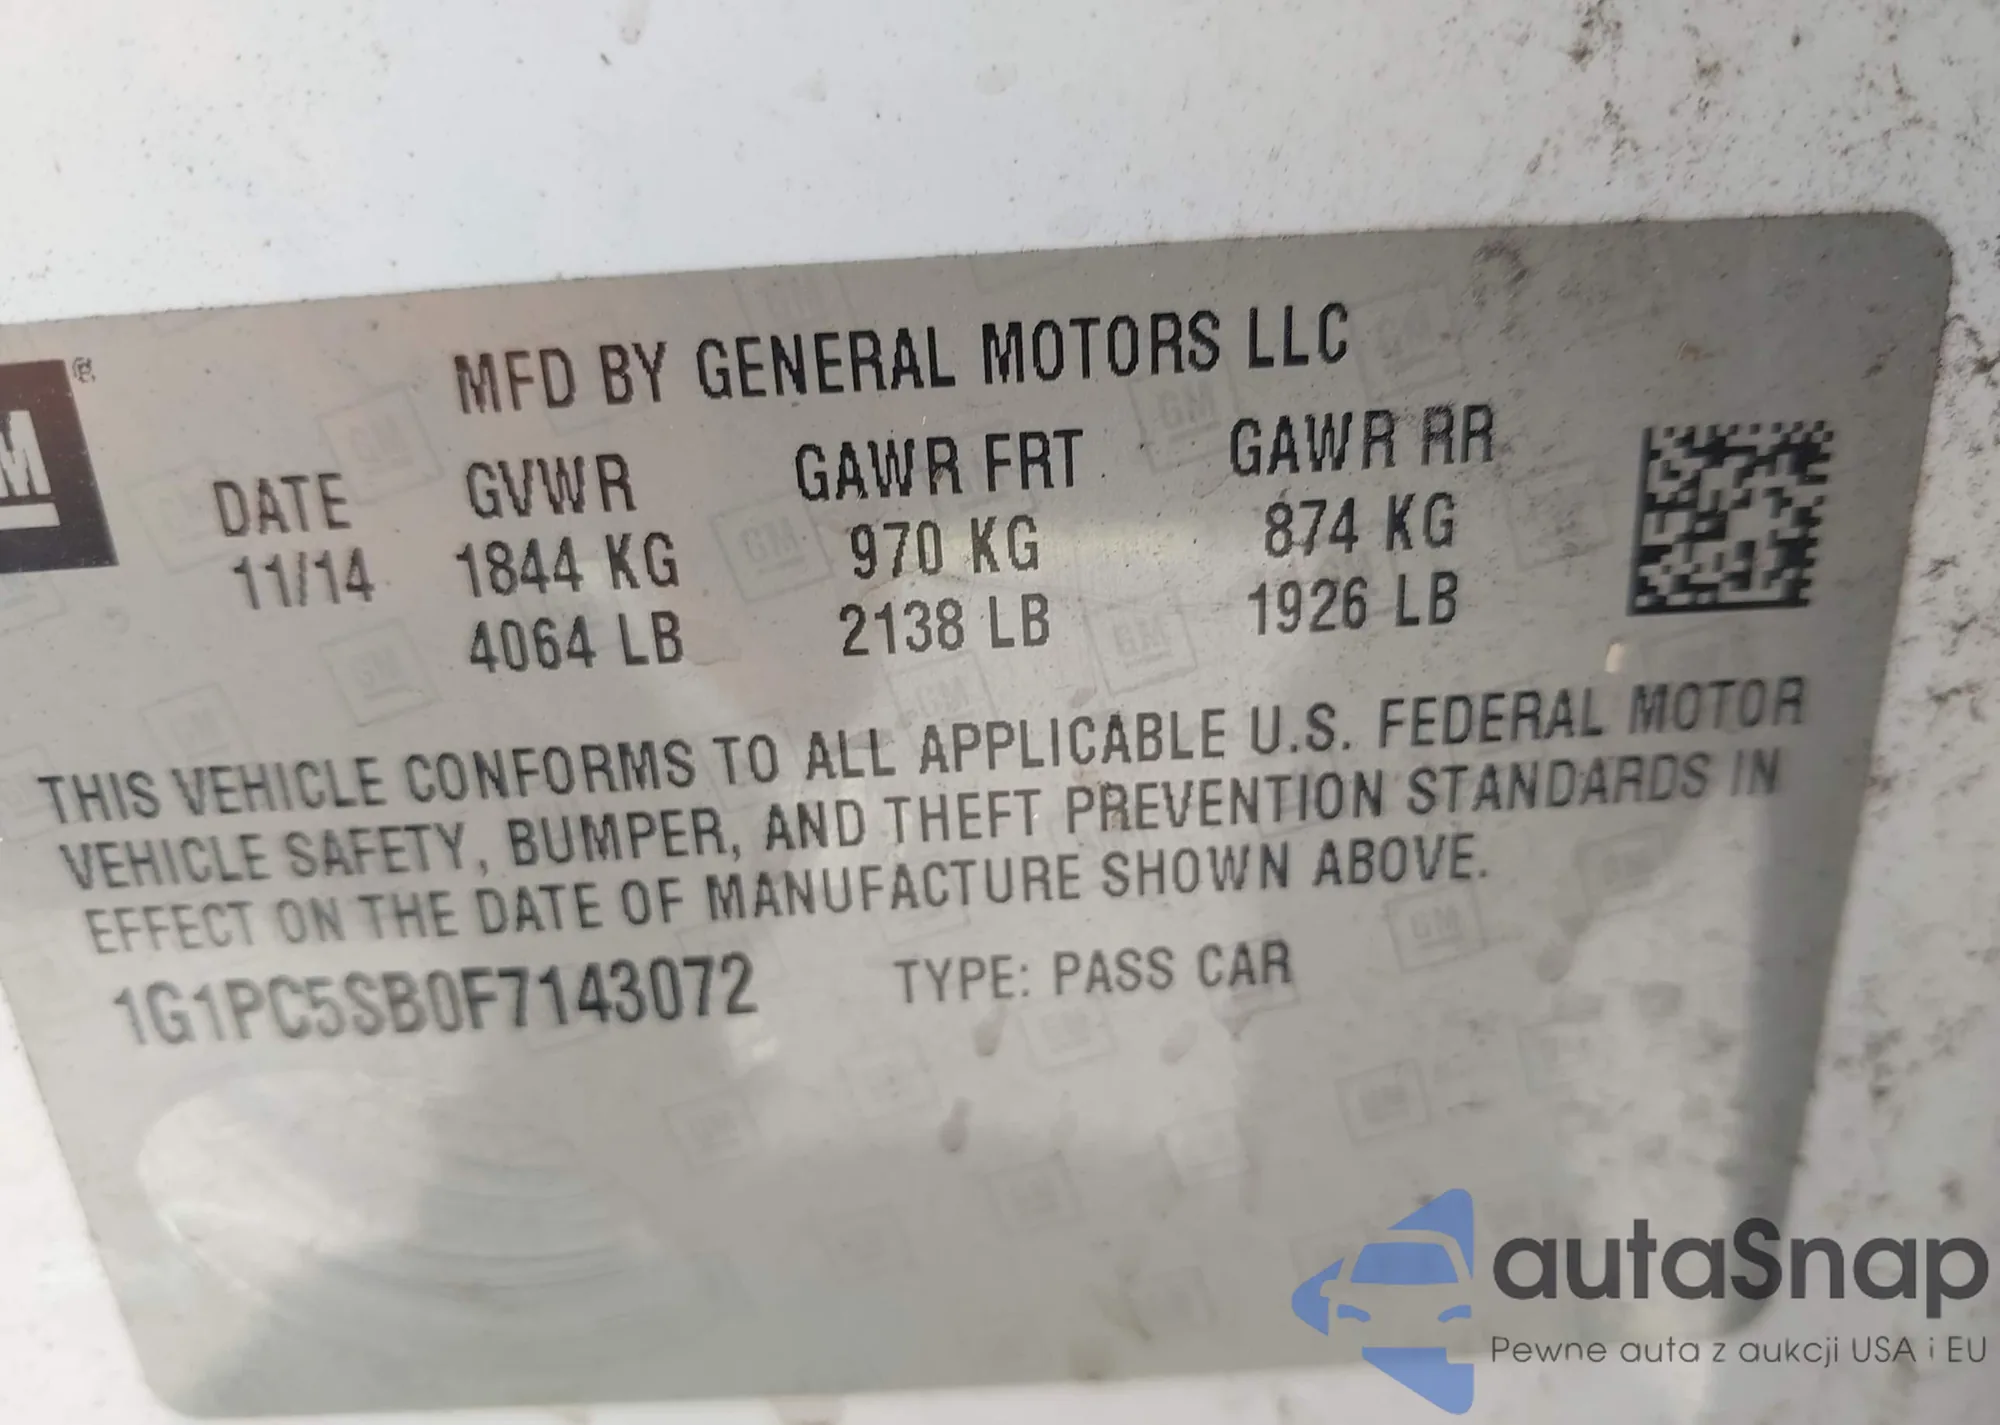 MFD BY GENERAL MOTORS LLC
DATE GVWR GAWR FRT GAWR RR
11/14 1844 KG 970 KG 874 KG
4064 LB 2138 LB 1926 LB
THIS VEHICLE CONFORMS TO ALL APPLICABLE U.S. FEDERAL MOTOR
VEHICLE SAFETY, BUMPER, AND THEFT PREVENTION STANDARDS IN
EFFECT ON THE DATE OF MANUFACTURE SHOWN ABOVE.
1G1PC5SB0F7143072 TYPE: PASS CAR
autaSnap
Pewne auta z aukcji USA i EU